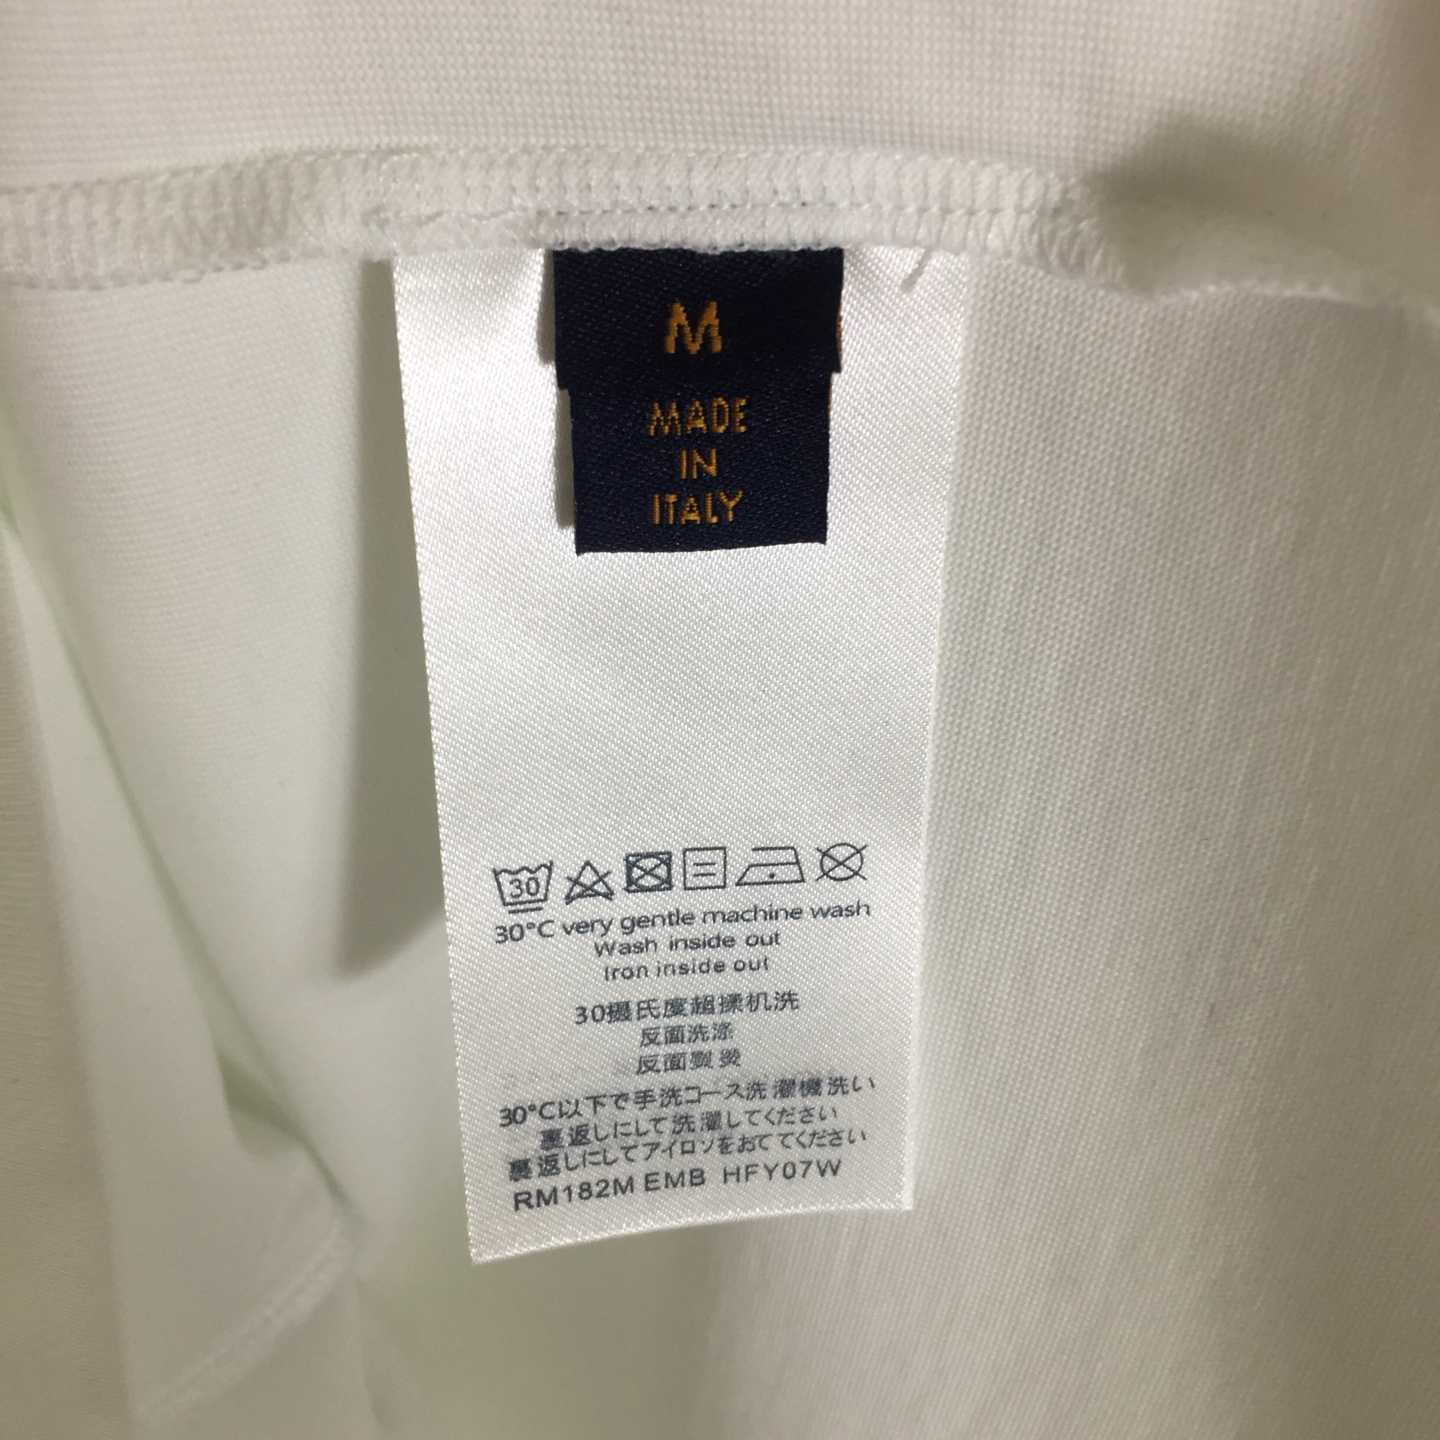 M
MADE
IN
ITALY
30
30°C very gentle machine wash
Wash inside out
Iron inside out
30摄氏度超揉机洗
反面洗涤
反面熨烫
30°C以下で手洗コース洗濯機洗い
裏返しにして洗濯してください
裏返しにしてアイロンをおててください
RM182M EMB HFY07W